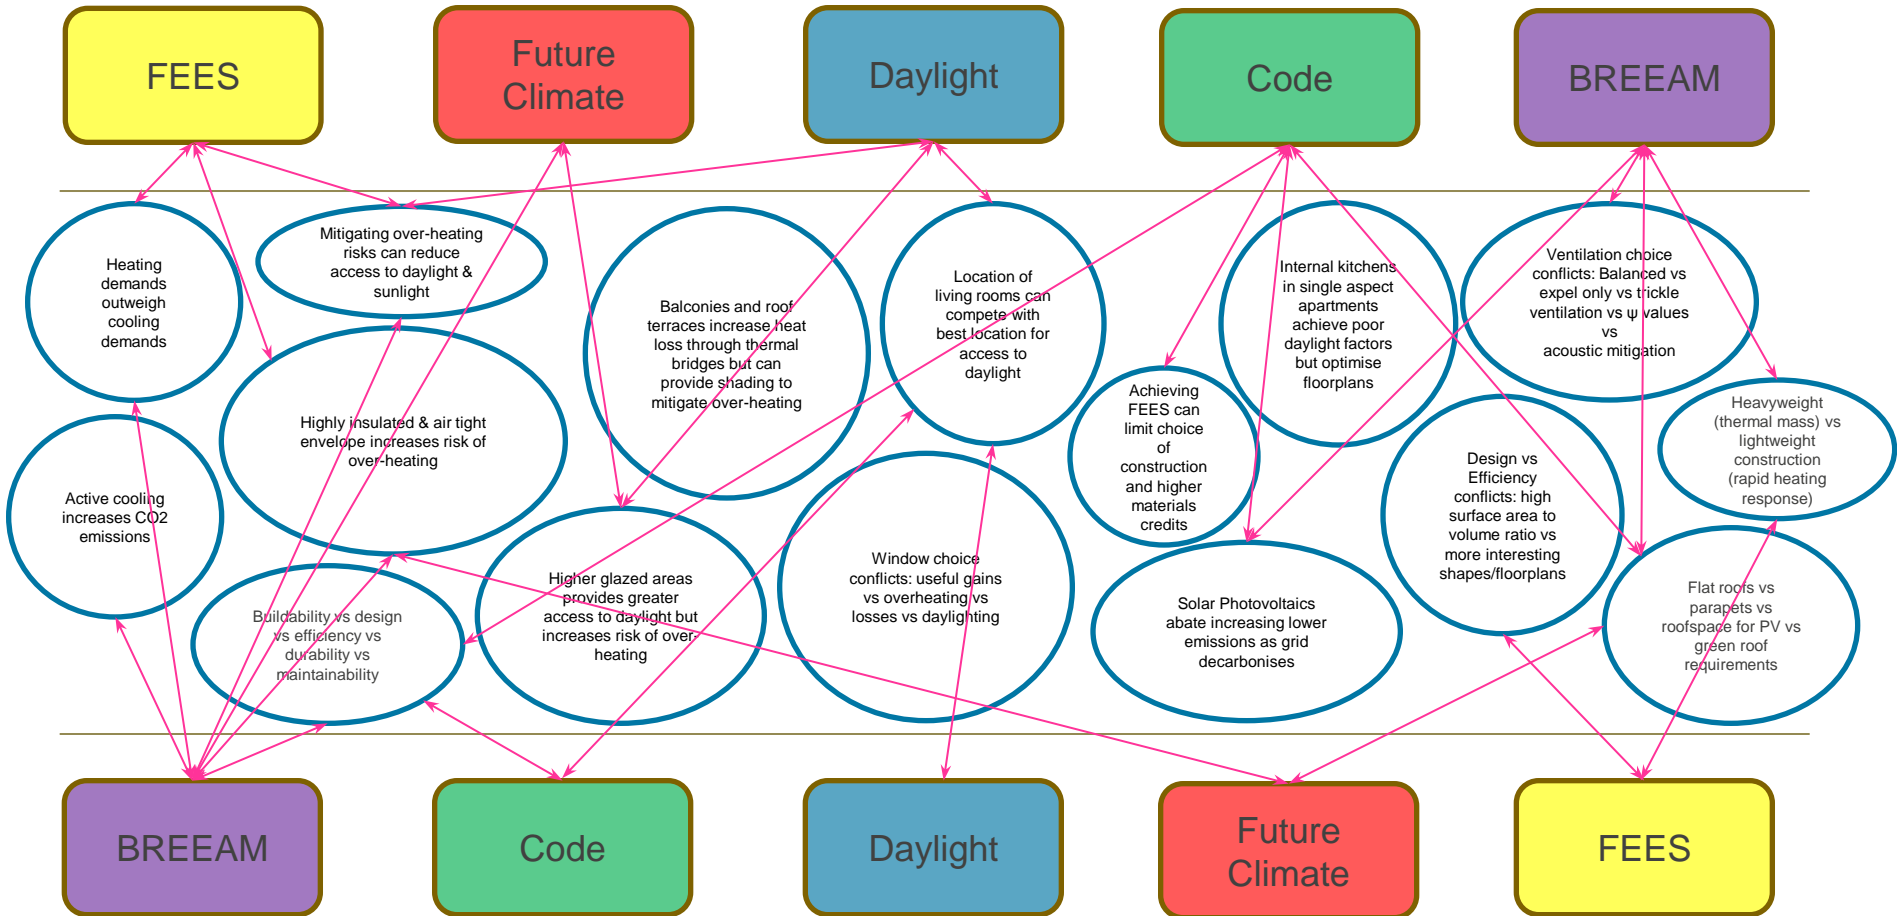 FEES
Future
Climate
Daylight
Code
BREEAM
Heating
demands
outweigh
cooling
demands
Mitigating over-heating
risks can reduce
access to daylight &
sunlight
Balconies and roof
terraces increase heat
loss through thermal
bridges but can
provide shading to
mitigate over-heating
Location of
living rooms can
compete with
best location for
access to
daylight
Internal kitchens
in single aspect
apartments
achieve poor
daylight factors
but optimise
floorplans
Ventilation choice
conflicts: Balanced vs
expel only vs trickle
ventilation vs ψ values
vs
acoustic mitigation
Highly insulated & air tight
envelope increases risk of
over-heating
Achieving
FEES can
limit choice
of
construction
and higher
materials
credits
Heavyweight
(thermal mass) vs
lightweight
construction
(rapid heating
response)
Active cooling
increases CO2
emissions
Design vs
Efficiency
conflicts: high
surface area to
volume ratio vs
more interesting
shapes/floorplans
Buildability vs design
vs efficiency vs
durability vs
maintainability
Higher glazed areas
provides greater
access to daylight but
increases risk of over-
heating
Window choice
conflicts: useful gains
vs overheating vs
losses vs daylighting
Solar Photovoltaics
abate increasing lower
emissions as grid
decarbonises
Flat roofs vs
parapets vs
roofspace for PV vs
green roof
requirements
BREEAM
Code
Daylight
Future
Climate
FEES